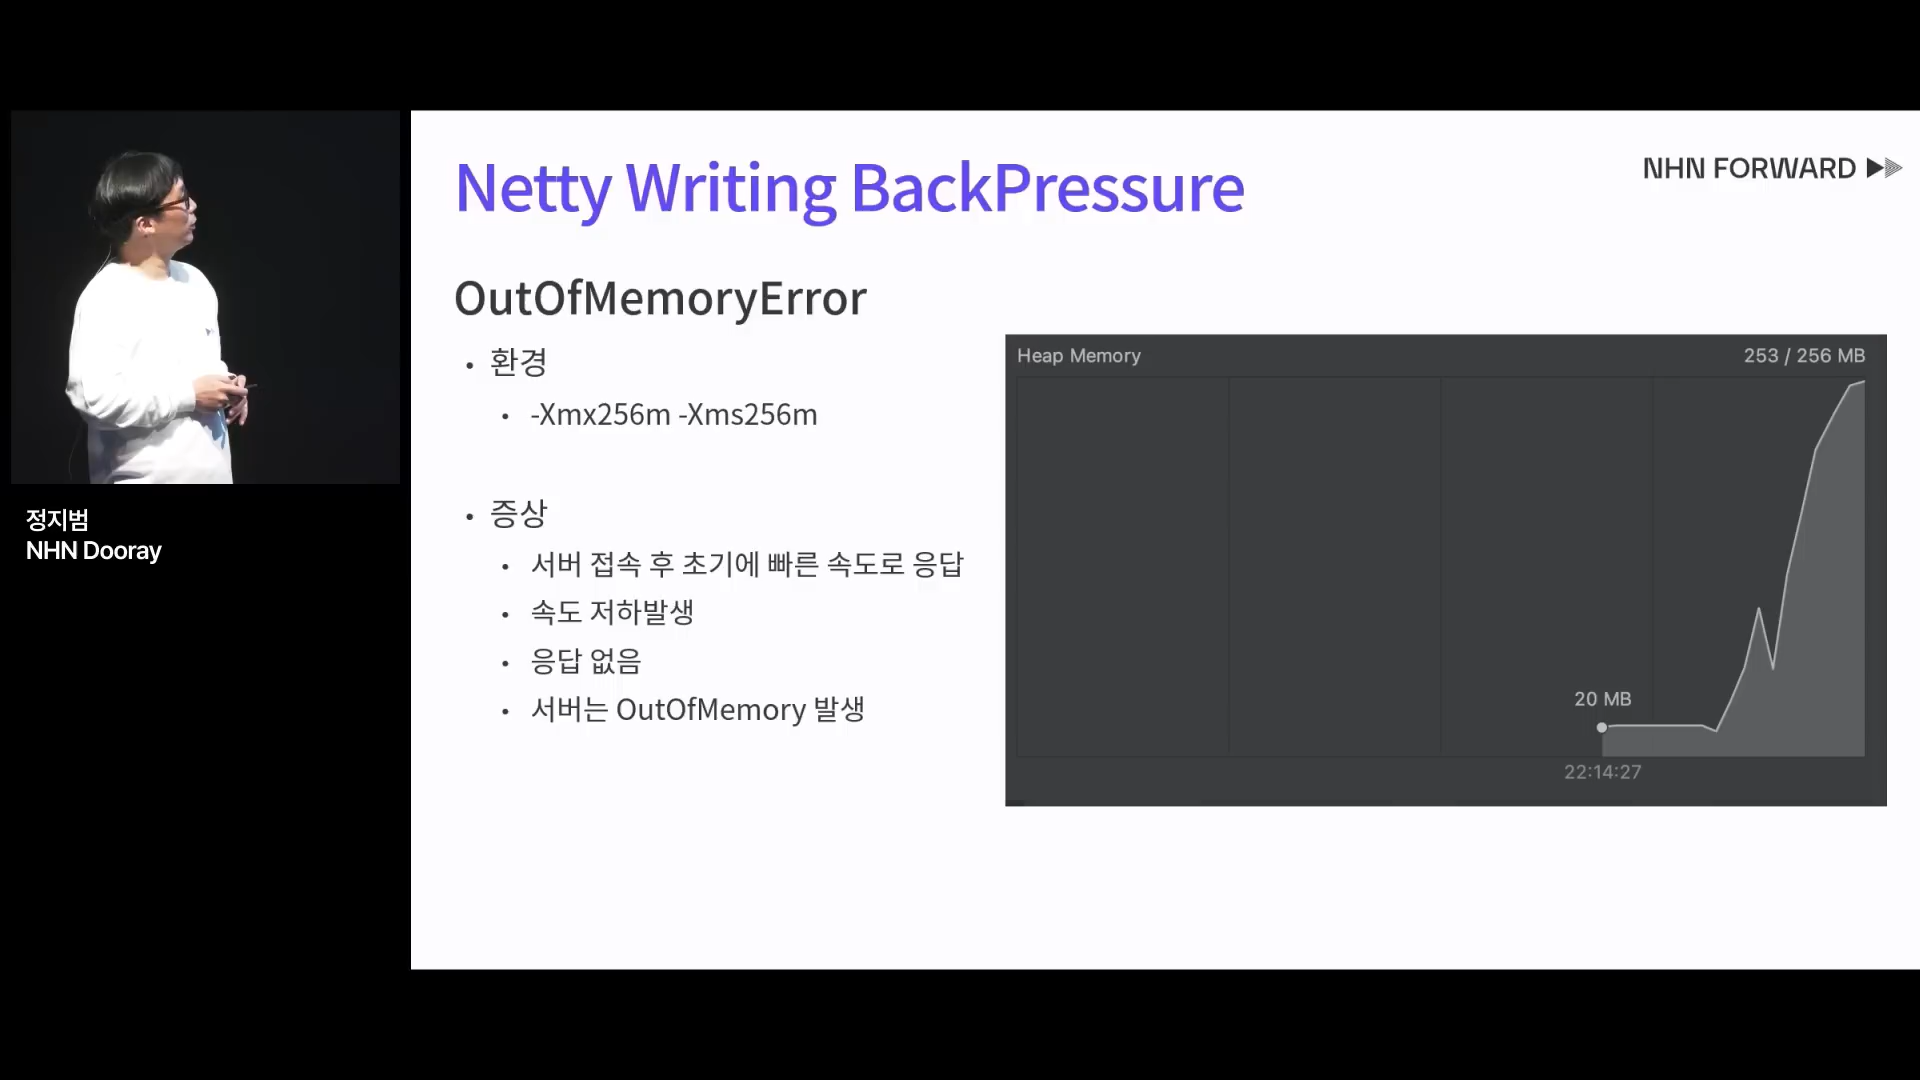 Netty Writing BackPressure
NHN FORWARD
OutOfMemoryError
• 환경
• -Xmx256m -Xms256m
• 증상
• 서버 접속 후 초기에 빠른 속도로 응답
• 속도 저하발생
• 응답 없음
• 서버는 OutOfMemory 발생
Heap Memory
253 / 256 MB
20 MB
22:14:27
정지범
NHN Dooray